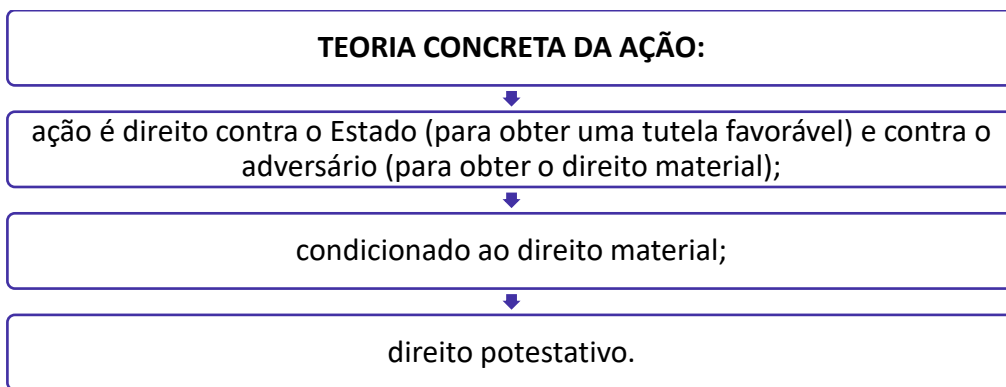 TEORIA CONCRETA DA AÇÃO:
ação é direito contra o Estado (para obter uma tutela favorável) e contra o
adversário (para obter o direito material);
condicionado ao direito material;
direito potestativo.